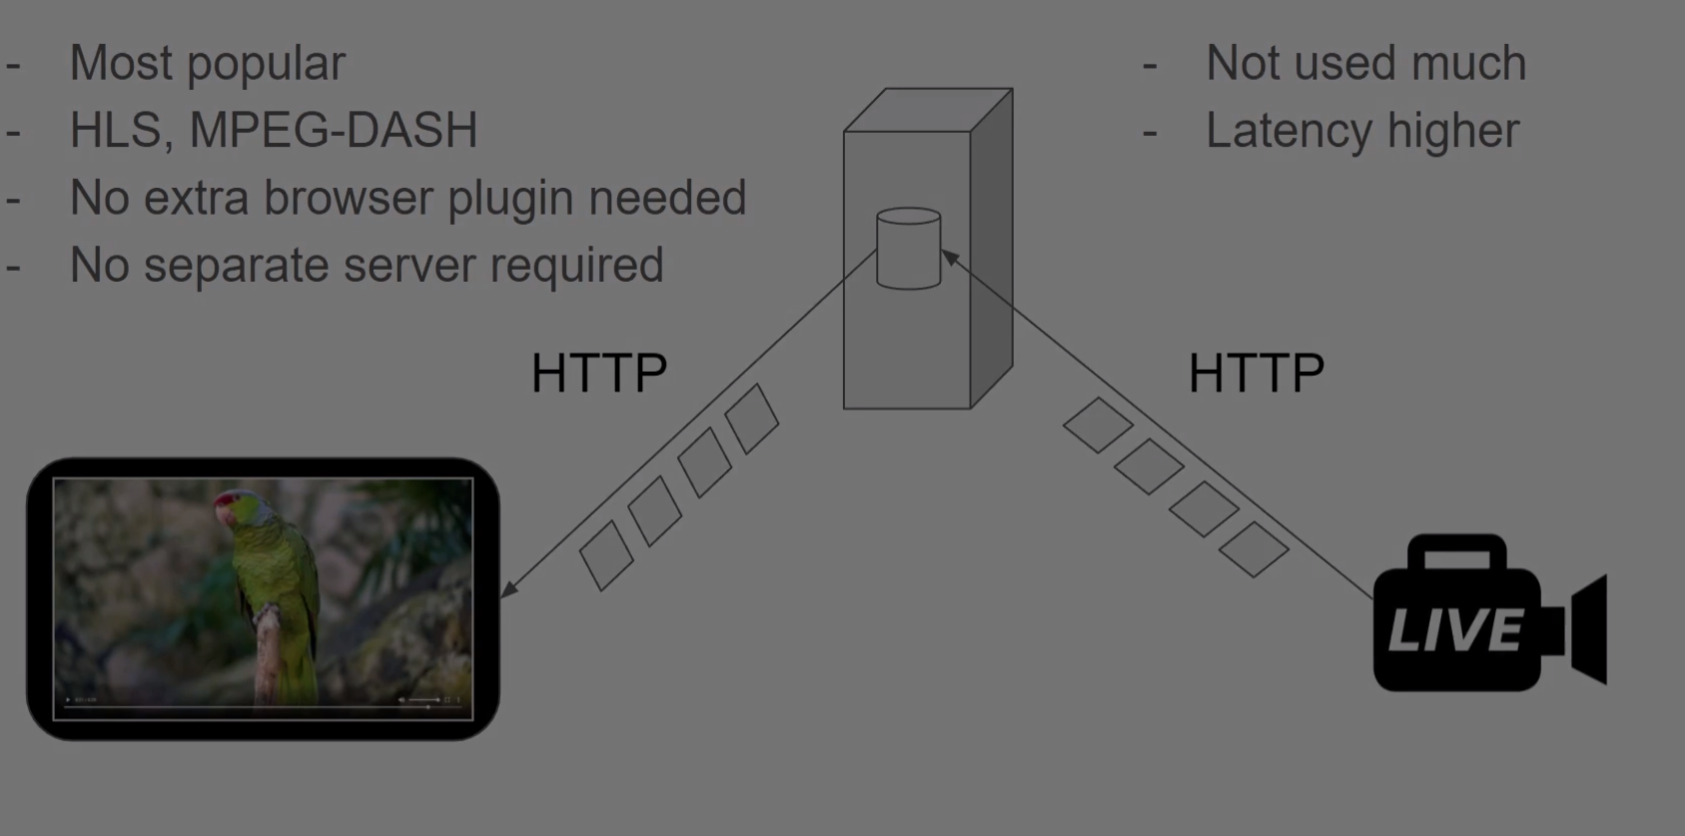 - Most popular
- HLS, MPEG-DASH
- No extra browser plugin needed
- No separate server required
- Not used much
- Latency higher
HTTP
HTTP
LIVE